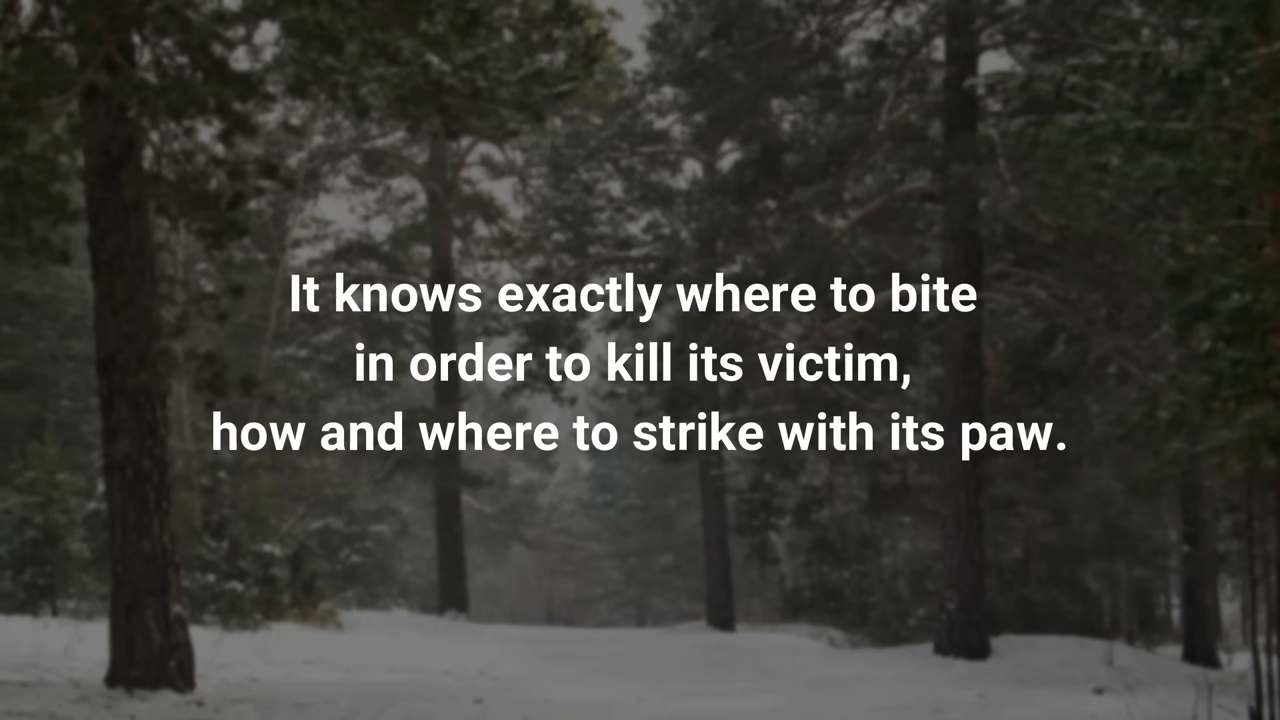 It knows exactly where to bite
in order to kill its victim,
how and where to strike with its paw.